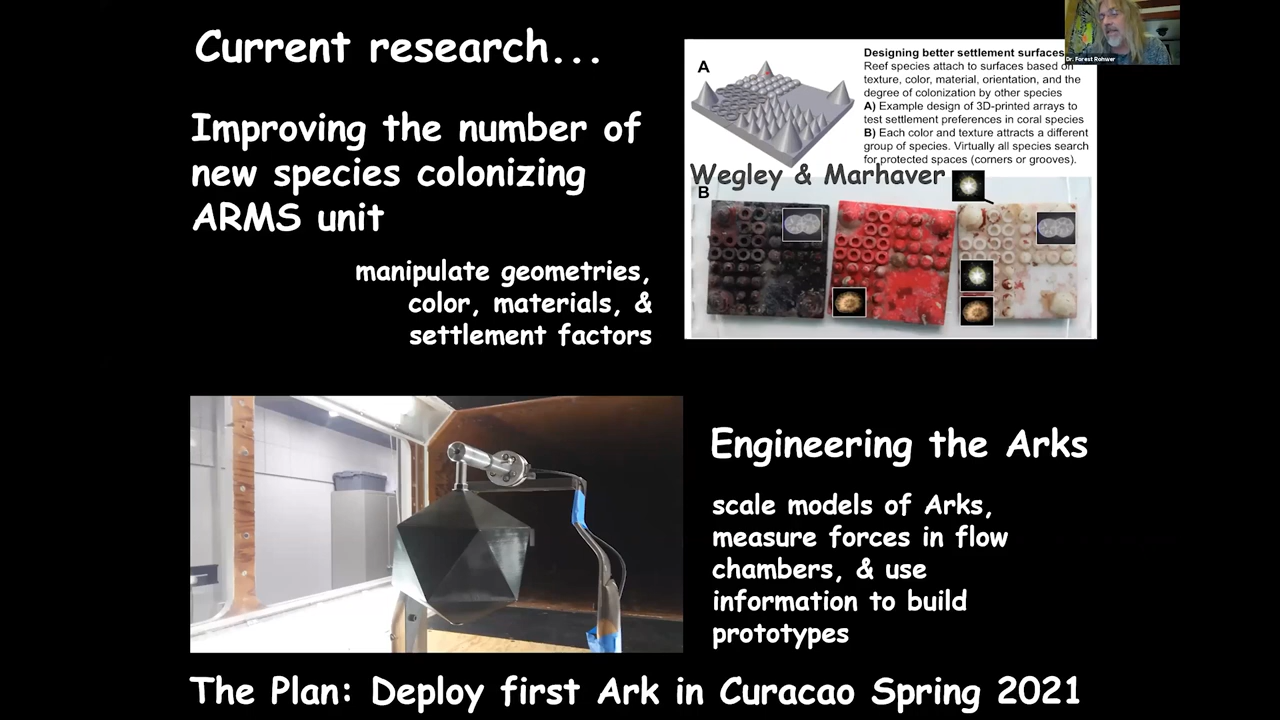 Current research...
Improving the number of
new species colonizing
ARMS unit
manipulate geometries,
color, materials, &
settlement factors
A
Designing better settlement surfaces
Reef species attach to surfaces based on
texture, color, material, orientation, and the
degree of colonization by other species
A) Example design of 3D-printed arrays to
test settlement preferences in coral species
B) Each color and texture attracts a different
group of species. Virtually all species search
for protected spaces (corners or grooves).
Wegley & Marhaver
B
Dr. Forest Rohwer
Engineering the Arks
scale models of Arks,
measure forces in flow
chambers, & use
information to build
prototypes
The Plan: Deploy first Ark in Curacao Spring 2021